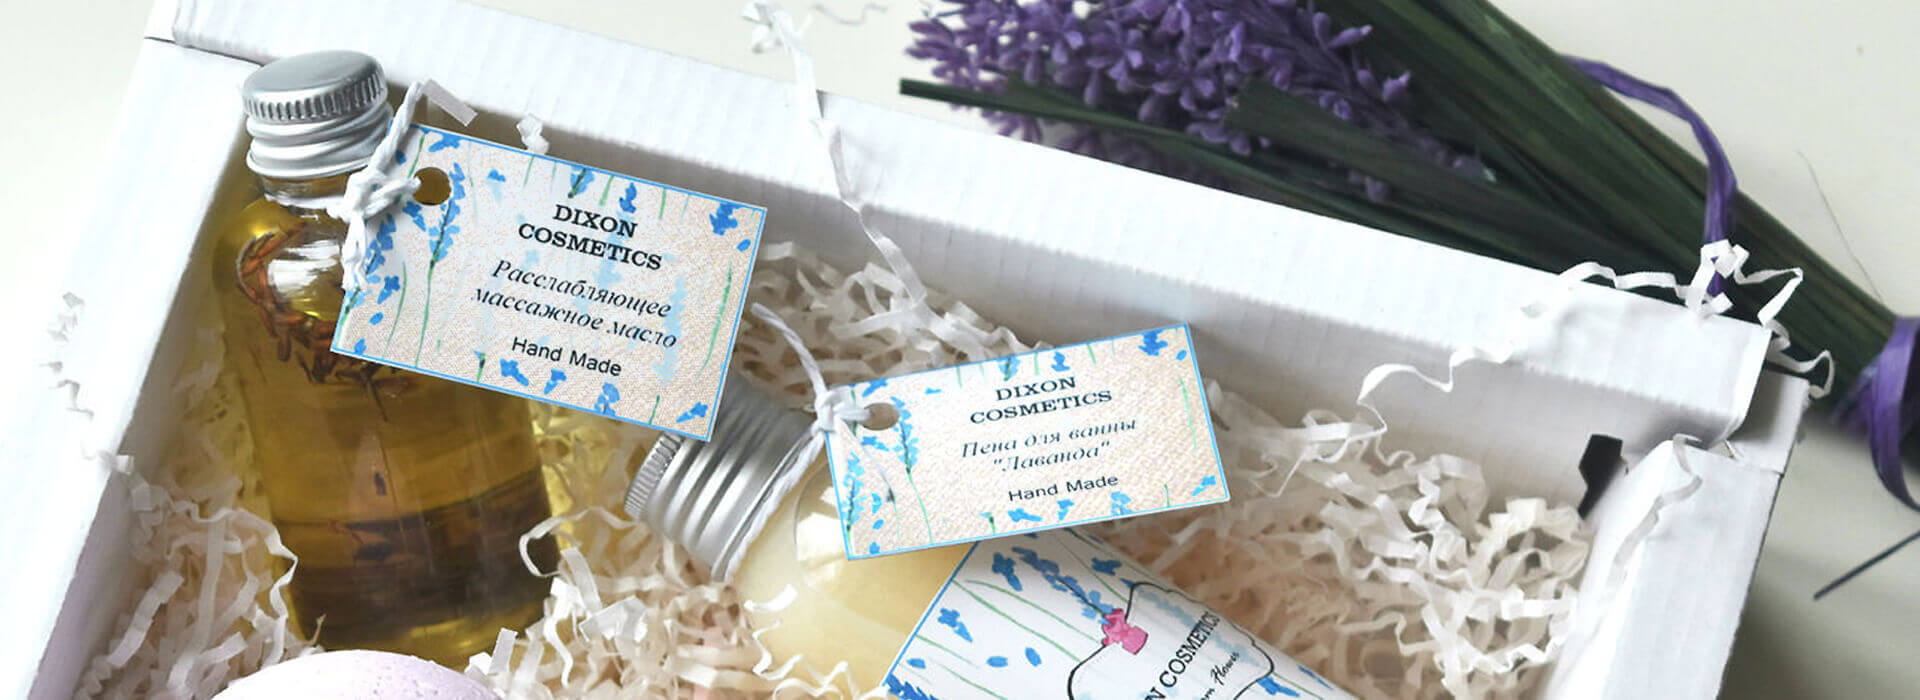 DIXON
COSMETICS
Расслабляющее
массажное масло
Hand Made
DIXON
COSMETICS
Пена для ванны
"Лаванда"
Hand Made
N COSMETICS